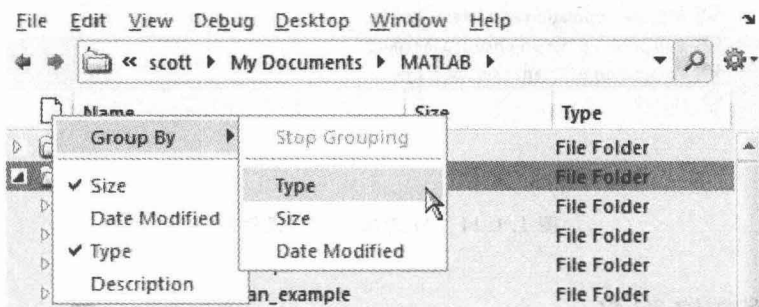 File Edit View Debug Desktop Window Help
« scott ▸ My Documents ▸ MATLAB ▸
Name Size Type
Group By ▸ Stop Grouping File Folder
File Folder
✔ Size Type File Folder
Date Modified Size File Folder
✔ Type Date Modified File Folder
Description an_example File Folder